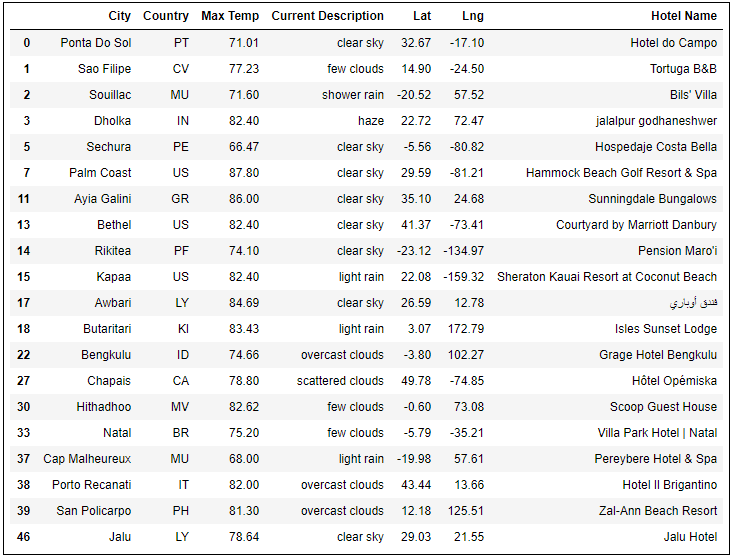 City Country Max Temp Current Description Lat Lng Hotel Name
0 Ponta Do Sol PT 71.01 clear sky 32.67 -17.10 Hotel do Campo
1 Sao Filipe CV 77.23 few clouds 14.90 -24.50 Tortuga B&B
2 Souillac MU 71.60 shower rain -20.52 57.52 Bils' Villa
3 Dholka IN 82.40 haze 22.72 72.47 jalalpur godhaneshwer
5 Sechura PE 66.47 clear sky -5.56 -80.82 Hospedaje Costa Bella
7 Palm Coast US 87.80 clear sky 29.59 -81.21 Hammock Beach Golf Resort & Spa
11 Ayia Galini GR 86.00 clear sky 35.10 24.68 Sunningdale Bungalows
13 Bethel US 82.40 clear sky 41.37 -73.41 Courtyard by Marriott Danbury
14 Rikitea PF 74.10 clear sky -23.12 -134.97 Pension Maro'i
15 Kapaa US 82.40 light rain 22.08 -159.32 Sheraton Kauai Resort at Coconut Beach
17 Awbari LY 84.69 clear sky 26.59 12.78 فندق أوباري
18 Butaritari KI 83.43 light rain 3.07 172.79 Isles Sunset Lodge
22 Bengkulu ID 74.66 overcast clouds -3.80 102.27 Grage Hotel Bengkulu
27 Chapais CA 78.80 scattered clouds 49.78 -74.85 Hôtel Opémiska
30 Hithadhoo MV 82.62 few clouds -0.60 73.08 Scoop Guest House
33 Natal BR 75.20 few clouds -5.79 -35.21 Villa Park Hotel | Natal
37 Cap Malheureux MU 68.00 light rain -19.98 57.61 Pereybere Hotel & Spa
38 Porto Recanati IT 82.00 overcast clouds 43.44 13.66 Hotel Il Brigantino
39 San Policarpo PH 81.30 overcast clouds 12.18 125.51 Zal-Ann Beach Resort
46 Jalu LY 78.64 clear sky 29.03 21.55 Jalu Hotel